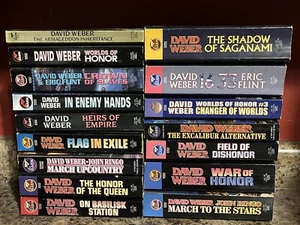 DAVID WEBER
THE ARMAGEDDON INHERITANCE
DAVID WEBER WORLDS OF
HONOR
DAVID WEBER
& ERIC FLINT CROWN
OF SLAVES
DAVID WEBER IN ENEMY HANDS
DAVID
WEBER HEIRS OF
EMPIRE
DAVID
WEBER FLAG IN EXILE
DAVID WEBER · JOHN RINGO
MARCH UPCOUNTRY
DAVID
WEBER THE HONOR
OF THE QUEEN
DAVID
WEBER ON BASILISK
STATION
DAVID
WEBER THE SHADOW
OF SAGANAMI
DAVID
WEBER 1633 ERIC
FLINT
DAVID
WEBER WORLDS OF HONOR #3
CHANGER OF WORLDS
DAVID WEBER
THE EXCALIBUR ALTERNATIVE
DAVID
WEBER FIELD OF
DISHONOR
DAVID
WEBER WAR OF
HONOR
DAVID WEBER JOHN RINGO
MARCH TO THE STARS